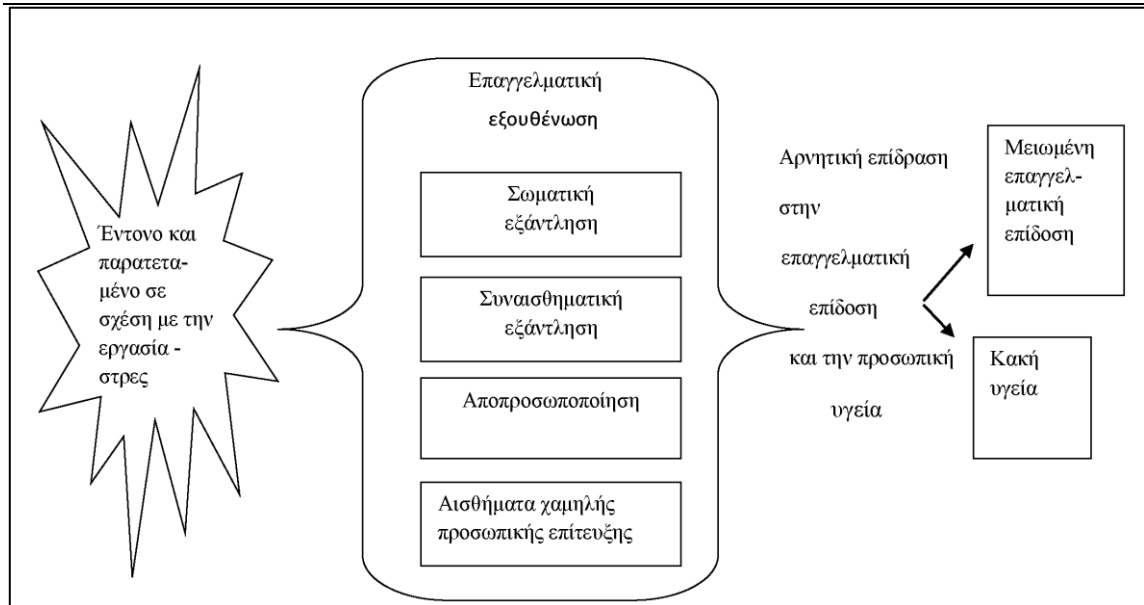 Έντονο και
παρατετα-
μένο σε
σχέση με την
εργασία -
στρες
Επαγγελματική
εξουθένωση
Σωματική
εξάντληση
Συναισθηματική
εξάντληση
Αποπροσωποποίηση
Αισθήματα χαμηλής
προσωπικής επίτευξης
Αρνητική επίδραση
στην
επαγγελματική
επίδοση
και την προσωπική
υγεία
Μειωμένη
επαγγελ-
ματική
επίδοση
Κακή
υγεία